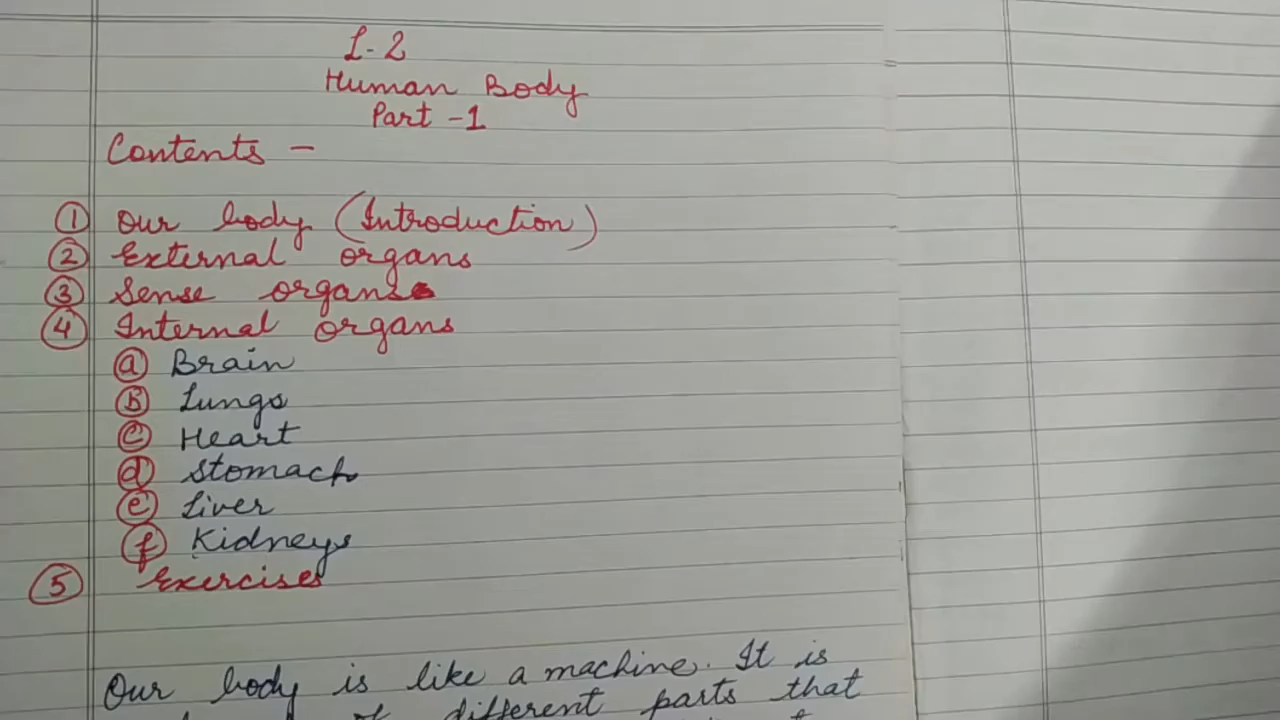 L-2
Human Body
Part -1
Contents -
① Our body (Introduction)
② External organs
③ Sense organs
④ Internal organs
ⓐ Brain
Ⓑ Lungs
ⓒ Heart
ⓓ Stomach
ⓔ Liver
ⓕ Kidneys
⑤ Exercises
Our body is like a machine. It is
of different parts that